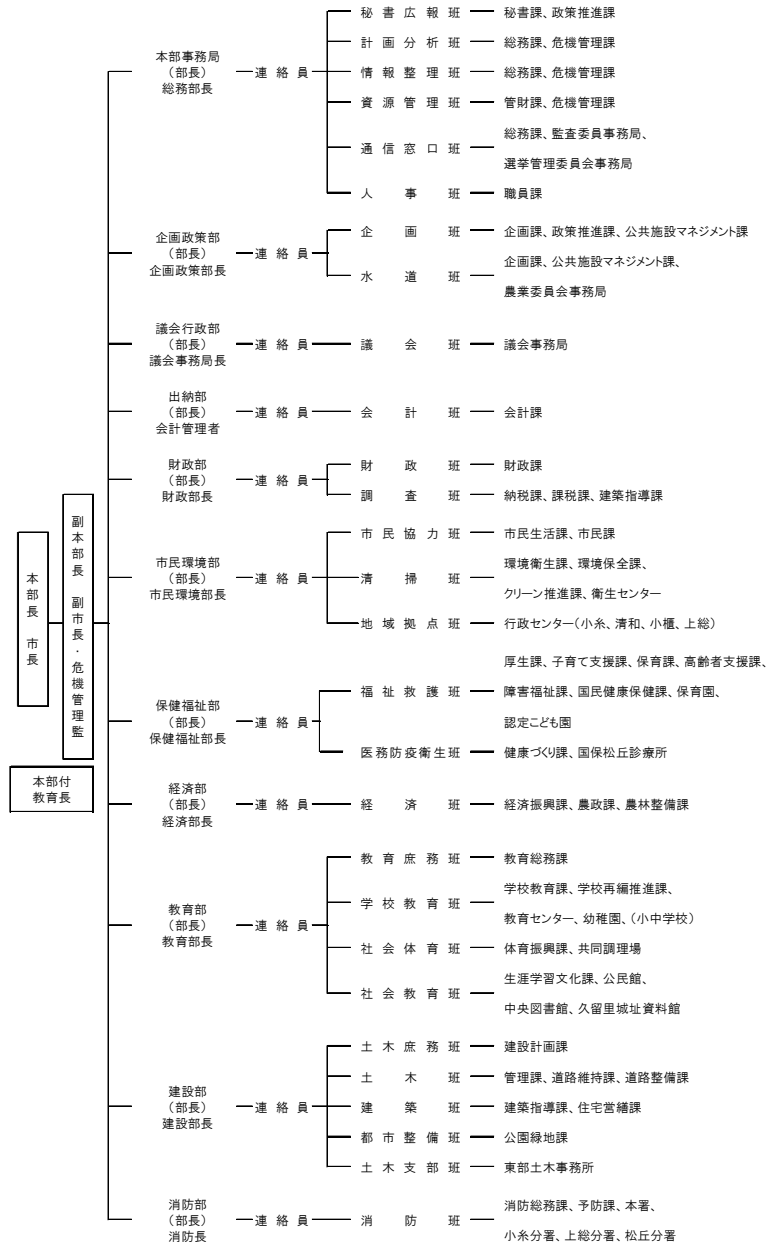 本部長　市長
副本部長　副市長・危機管理監
本部付
教育長
本部事務局
（部長）
総務部長
連絡員
秘書広報班　秘書課、政策推進課
計画分析班　総務課、危機管理課
情報整理班　総務課、危機管理課
資源管理班　管財課、危機管理課
通信窓口班　総務課、監査委員事務局、
選挙管理委員会事務局
人事班　職員課
企画政策部
（部長）
企画政策部長
連絡員
企画班　企画課、政策推進課、公共施設マネジメント課
水道班　企画課、公共施設マネジメント課、
農業委員会事務局
議会行政部
（部長）
議会事務局長
連絡員
議会班　議会事務局
出納部
（部長）
会計管理者
連絡員
会計班　会計課
財政部
（部長）
財政部長
連絡員
財政班　財政課
調査班　納税課、課税課、建築指導課
市民環境部
（部長）
市民環境部長
連絡員
市民協力班　市民生活課、市民課
清掃班　環境衛生課、環境保全課、
クリーン推進課、衛生センター
地域拠点班　行政センター（小糸、清和、小櫃、上総）
保健福祉部
（部長）
保健福祉部長
連絡員
厚生課、子育て支援課、保育課、高齢者支援課、
福祉救護班　障害福祉課、国民健康保健課、保育園、
認定こども園
医務防疫衛生班　健康づくり課、国保松丘診療所
経済部
（部長）
経済部長
連絡員
経済班　経済振興課、農政課、農林整備課
教育部
（部長）
教育部長
連絡員
教育庶務班　教育総務課
学校教育班　学校教育課、学校再編推進課、
教育センター、幼稚園、（小中学校）
社会体育班　体育振興課、共同調理場
社会教育班　生涯学習文化課、公民館、
中央図書館、久留里城址資料館
建設部
（部長）
建設部長
連絡員
土木庶務班　建設計画課
土木班　管理課、道路維持課、道路整備課
建築班　建築指導課、住宅営繕課
都市整備班　公園緑地課
土木支部班　東部土木事務所
消防部
（部長）
消防長
連絡員
消防班　消防総務課、予防課、本署、
小糸分署、上総分署、松丘分署